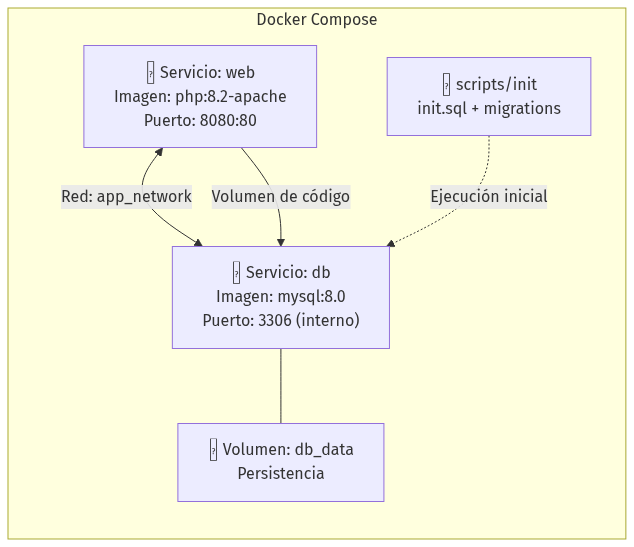 Docker Compose
Servicio: web
Imagen: php:8.2-apache
Puerto: 8080:80
scripts/init
init.sql + migrations
Red: app_network
Volumen de código
Ejecución inicial
Servicio: db
Imagen: mysql:8.0
Puerto: 3306 (interno)
Volumen: db_data
Persistencia